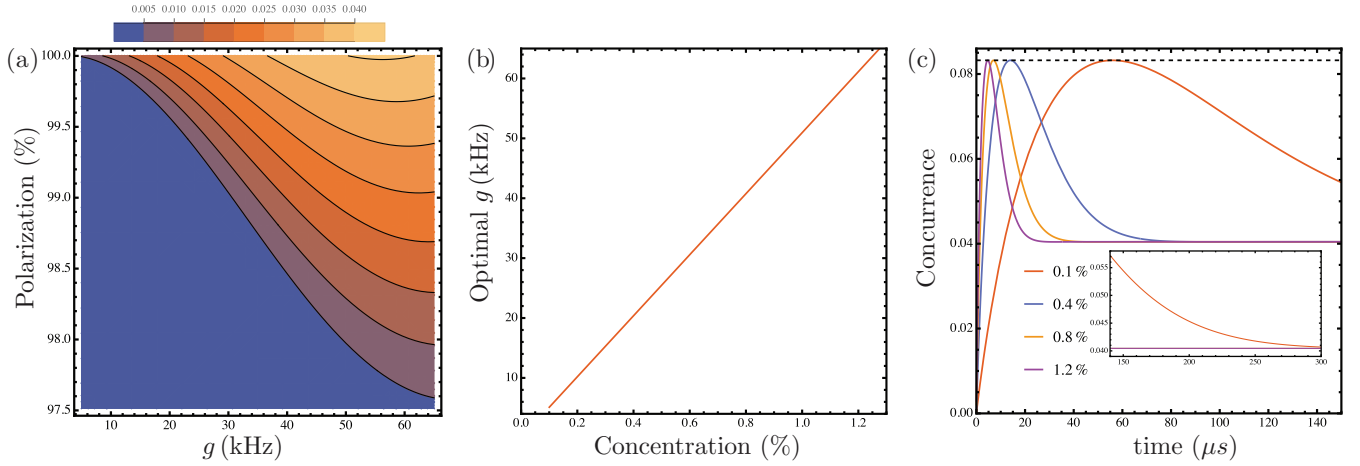 0.005 0.010 0.015 0.020 0.025 0.030 0.035 0.040
(a)
100.0
99.5
99.0
98.5
98.0
97.5
Polarization (%)
10 20 30 40 50 60
g (kHz)
(b)
60
50
40
30
20
10
Optimal g (kHz)
0.0 0.2 0.4 0.6 0.8 1.0 1.2
Concentration (%)
(c)
0.08
0.06
0.04
0.02
0.00
Concurrence
0.1 %
0.4 %
0.8 %
1.2 %
0.055
0.050
0.045
0.040
150 200 250 300
0 20 40 60 80 100 120 140
time (μs)